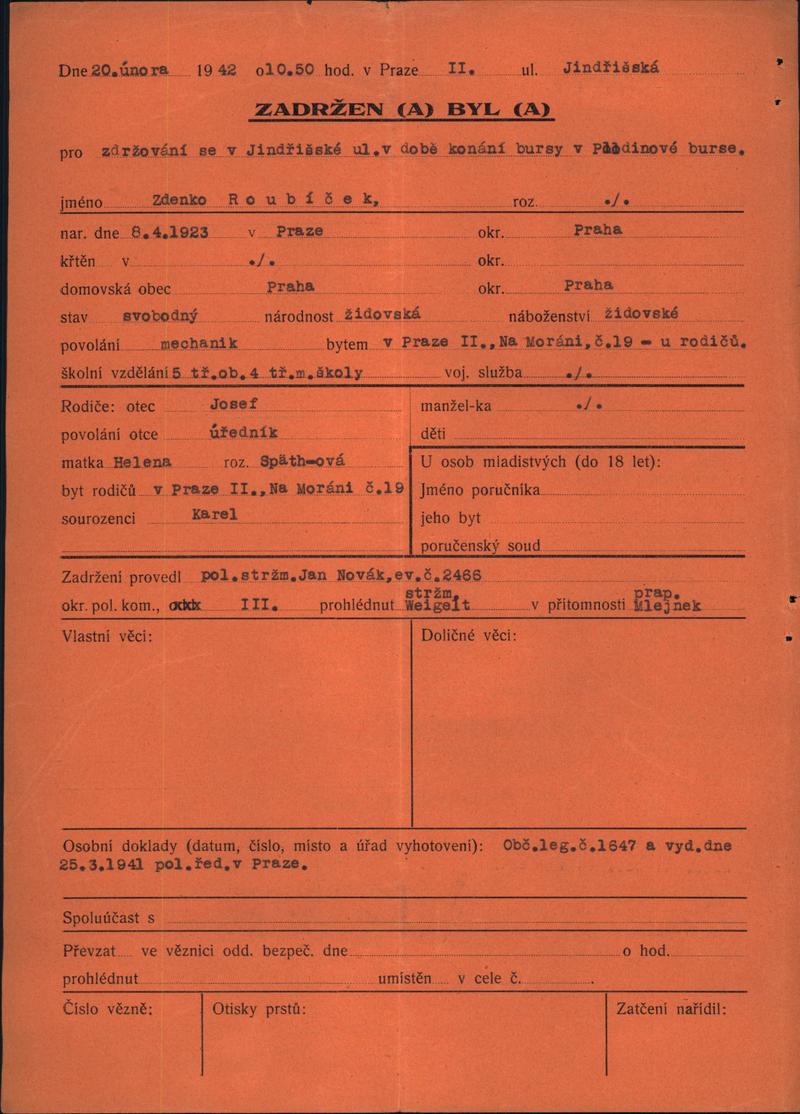 Dne 20.února 1942 o10.50 hod. v Praze II. ul. Jindřišská
ZADRŽEN (A) BYL (A)
pro zdržování se v Jindřišské ul.v době konání bursy v burse.
jméno Zdenko Roubíček, roz. ./.
nar. dne 8.4.1923 v Praze okr. Praha
křtěn v ./. okr.
domovská obec Praha okr. Praha
stav svobodný národnost židovská náboženství židovské
povolání mechanik bytem v Praze II.,Na Moráni,č.19 - u rodičů.
školní vzdělání 5 tř.ob.4 tř.m.školy voj. služba ./.
Rodiče: otec Josef manžel-ka ./.
povolání otce úředník děti
matka Helena roz. Späth-ová U osob mladistvých (do 18 let):
byt rodičů v Praze II.,Na Moráni č.19 Jméno poručníka
sourozenci Karel jeho byt
poručenský soud
Zadržení provedl pol.stržm.Jan Novák,ev.č.2466
okr. pol. kom., III. prohlédnut stržm. Weigelt v přítomnosti prap. Mlejnek
Vlastní věci: Doličné věci:
Osobní doklady (datum, číslo, místo a úřad vyhotovení): Obč.leg.č.1647 a vyd.dne
25.3.1941 pol.řed.v Praze.
Spoluúčast s
Převzat ve věznici odd. bezpeč. dne o hod.
prohlédnut umístěn v cele č.
Číslo vězně: Otisky prstů: Zatčení nařídil: